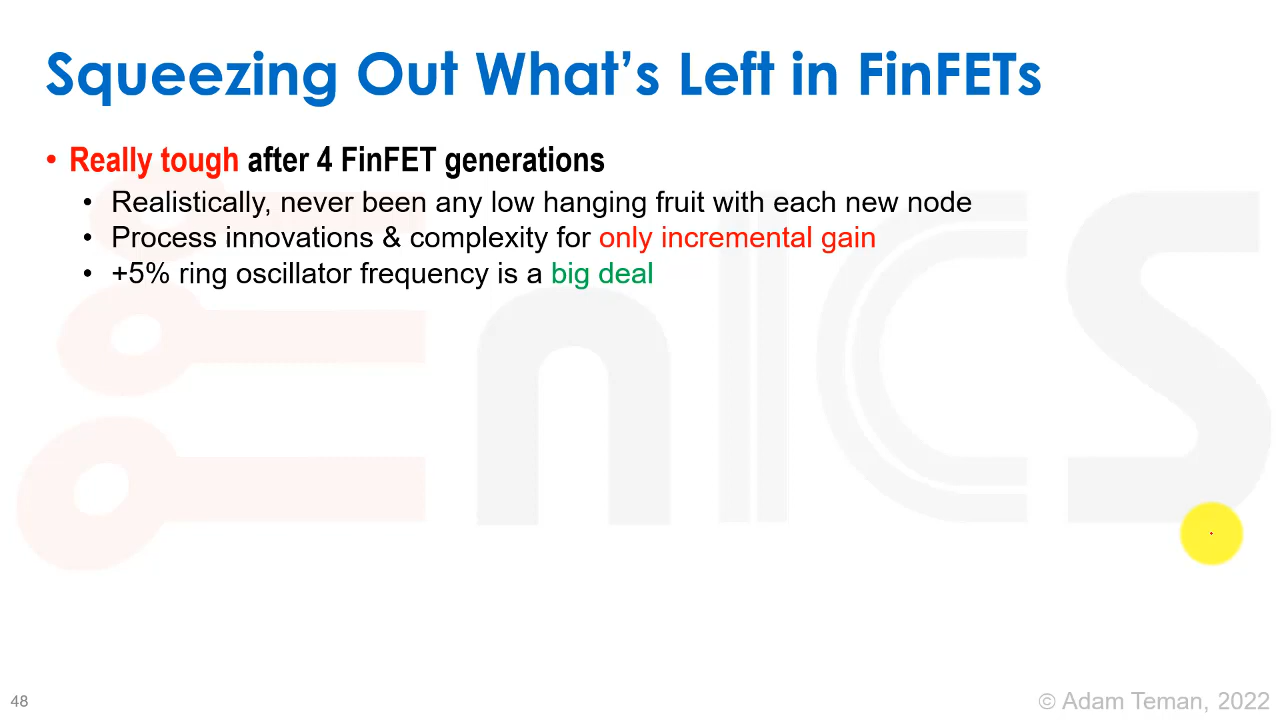 Squeezing Out What's Left in FinFETs
• Really tough after 4 FinFET generations
• Realistically, never been any low hanging fruit with each new node
• Process innovations & complexity for only incremental gain
• +5% ring oscillator frequency is a big deal
EnICS
48
© Adam Teman, 2022